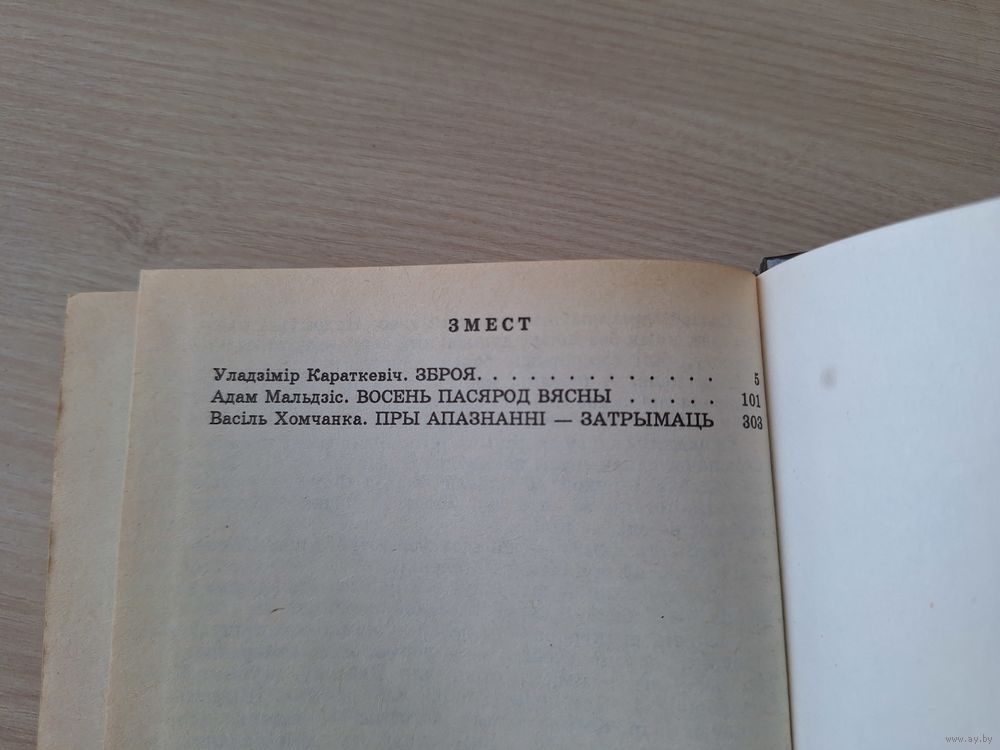 ЗМЕСТ
Уладзімір Караткевіч. ЗБРОЯ. . . . . . . . . . . . . . 5
Адам Мальдзіс. ВОСЕНЬ ПАСЯРОД ВЯСНЫ . . . . . 101
Васіль Хомчанка. ПРЫ АПАЗНАННІ — ЗАТРЫМАЦЬ 303
www.ay.by